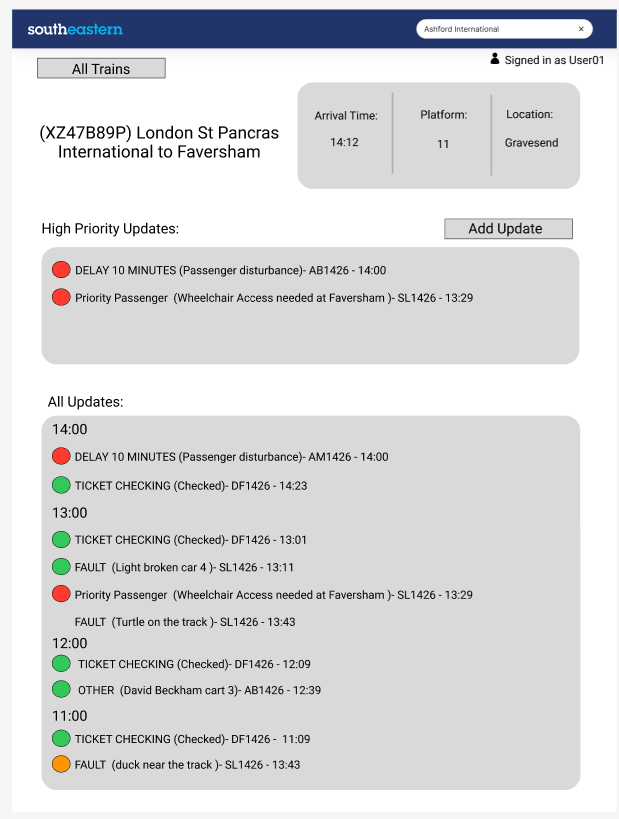 southeastern
Ashford International ×
Signed in as User01
All Trains
(XZ47B89P) London St Pancras
International to Faversham
Arrival Time:
14:12
Platform:
11
Location:
Gravesend
High Priority Updates:
Add Update
DELAY 10 MINUTES (Passenger disturbance)- AB1426 - 14:00
Priority Passenger (Wheelchair Access needed at Faversham )- SL1426 - 13:29
All Updates:
14:00
DELAY 10 MINUTES (Passenger disturbance)- AM1426 - 14:00
TICKET CHECKING (Checked)- DF1426 - 14:23
13:00
TICKET CHECKING (Checked)- DF1426 - 13:01
FAULT (Light broken car 4 )- SL1426 - 13:11
Priority Passenger (Wheelchair Access needed at Faversham )- SL1426 - 13:29
FAULT (Turtle on the track )- SL1426 - 13:43
12:00
TICKET CHECKING (Checked)- DF1426 - 12:09
OTHER (David Beckham cart 3)- AB1426 - 12:39
11:00
TICKET CHECKING (Checked)- DF1426 - 11:09
FAULT (duck near the track )- SL1426 - 13:43